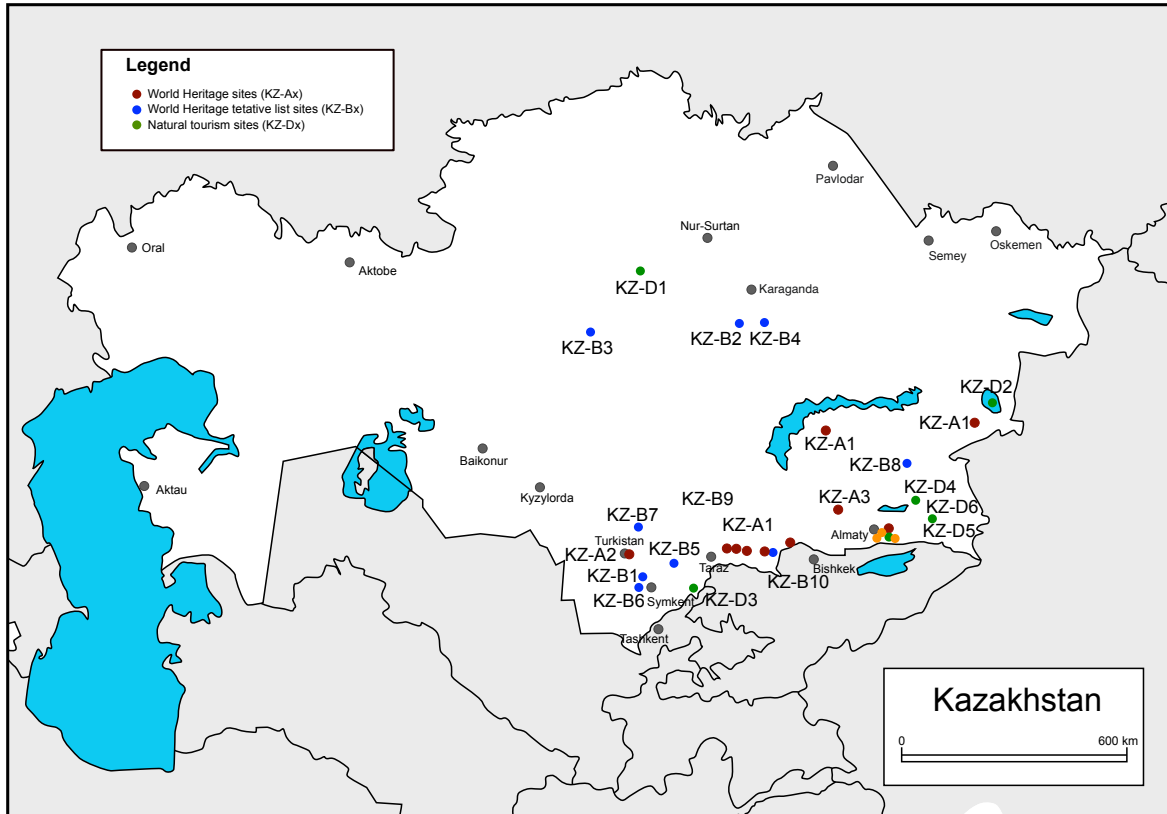 Legend
World Heritage sites (KZ-Ax)
World Heritage tetative list sites (KZ-Bx)
Natural tourism sites (KZ-Dx)
Pavlodar
Nur-Surtan
Oskemen
Oral
Semey
Aktobe
KZ-D1
Karaganda
KZ-B3
KZ-B2
KZ-B4
KZ-D2
KZ-A1
KZ-A1
Baikonur
KZ-B8
Aktau
Kyzylorda
KZ-B9
KZ-A3
KZ-D4
KZ-D6
KZ-B7
KZ-A1
Almaty
KZ-D5
Turkistan
KZ-A2
KZ-B5
Taraz
Bishkek
KZ-B1
KZ-B10
KZ-B6
Symkent
KZ-D3
Tashkent
Kazakhstan
0
600 km